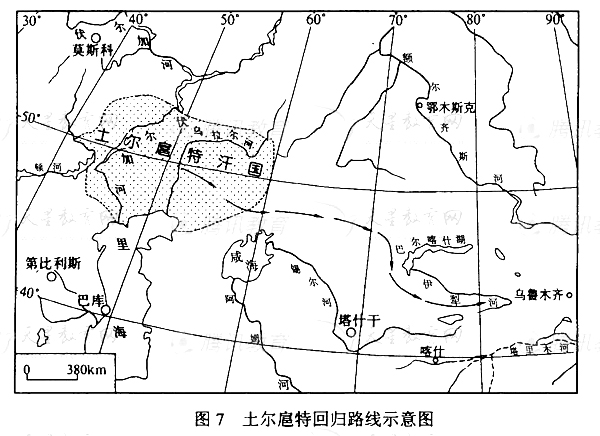 30° 40° 50° 60° 70° 80° 90°
伏尔加河
莫斯科
50°
额尔齐斯河
鄂木斯克
土尔扈特汗国
伏尔加河
乌拉尔河
顿河
里海
咸海
巴尔喀什湖
锡尔河
伊犁河
乌鲁木齐
第比利斯
40°
巴库
阿姆河
塔什干
喀什
塔里木河
0 380km
图 7 土尔扈特回归路线示意图